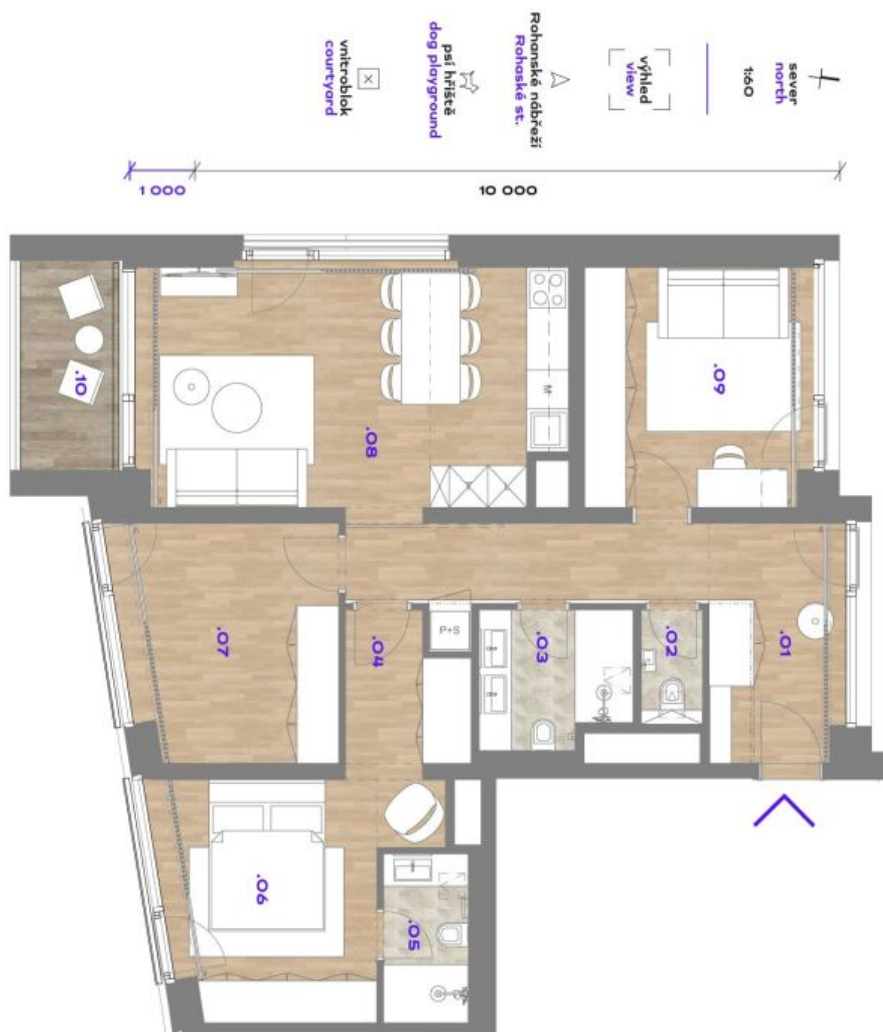 sever
north
1:60
výhled
view
Rohanské nábřeží
Rohaské st.
psí hřiště
dog playground
vnitroblok
courtyard
10 000
1 000
.09
.01
.02
.03
P+S
.04
.08
.10
.07
.06
.05